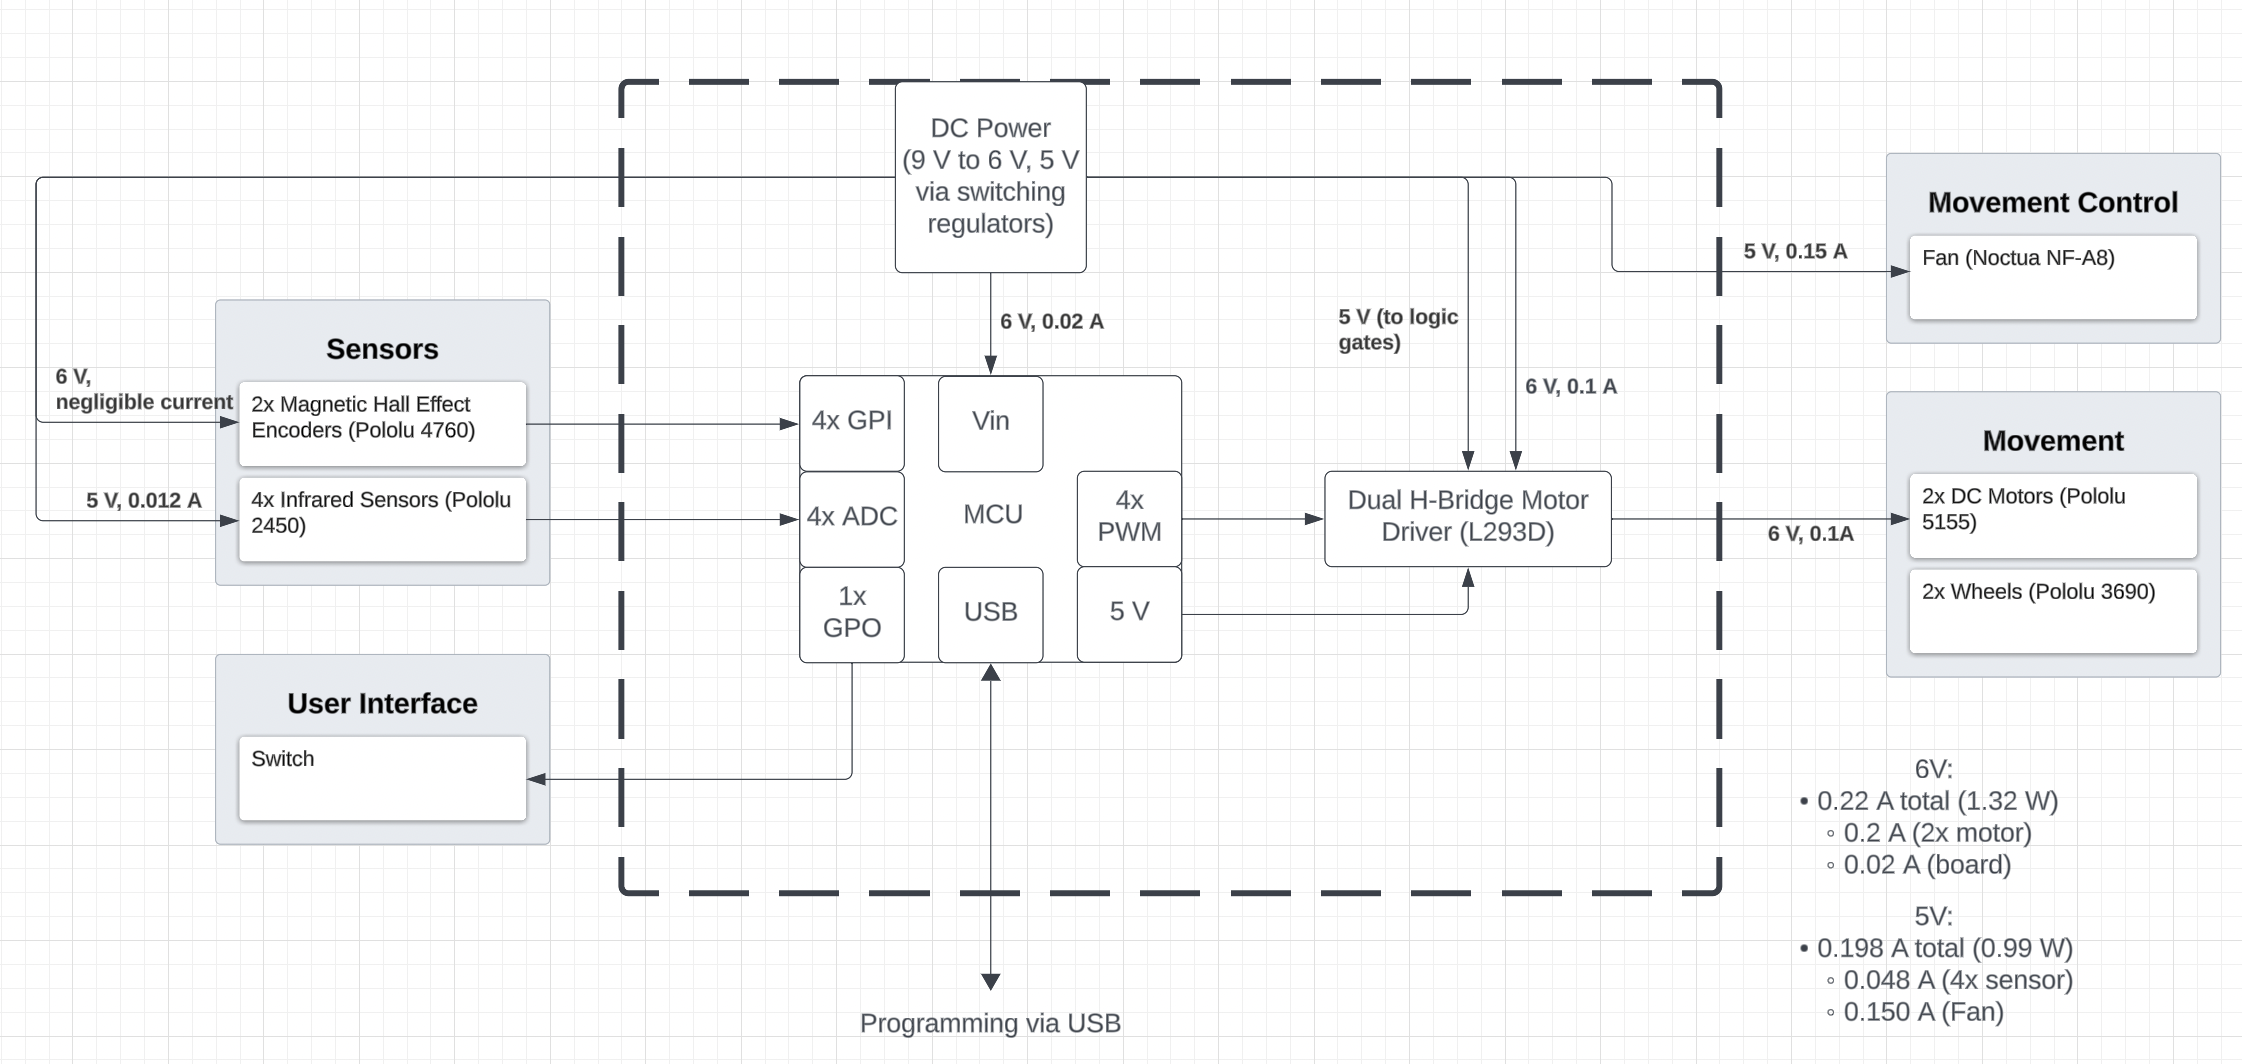 DC Power
(9 V to 6 V, 5 V
via switching
regulators)
Movement Control
Fan (Noctua NF-A8)
5 V, 0.15 A
6 V, 0.02 A
5 V (to logic
gates)
6 V, 0.1 A
Sensors
6 V,
negligible current
2x Magnetic Hall Effect
Encoders (Pololu 4760)
5 V, 0.012 A
4x Infrared Sensors (Pololu
2450)
4x GPI
Vin
4x ADC
MCU
4x
PWM
1x
GPO
USB
5 V
Dual H-Bridge Motor
Driver (L293D)
Movement
2x DC Motors (Pololu
5155)
6 V, 0.1A
2x Wheels (Pololu 3690)
User Interface
Switch
6V:
• 0.22 A total (1.32 W)
◦ 0.2 A (2x motor)
◦ 0.02 A (board)
5V:
• 0.198 A total (0.99 W)
◦ 0.048 A (4x sensor)
◦ 0.150 A (Fan)
Programming via USB